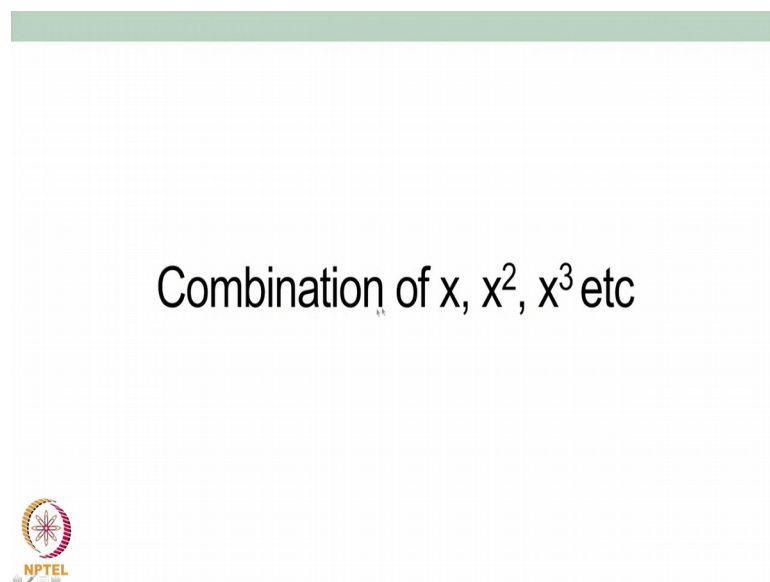 Combination of x, x², x³ etc
NPTEL